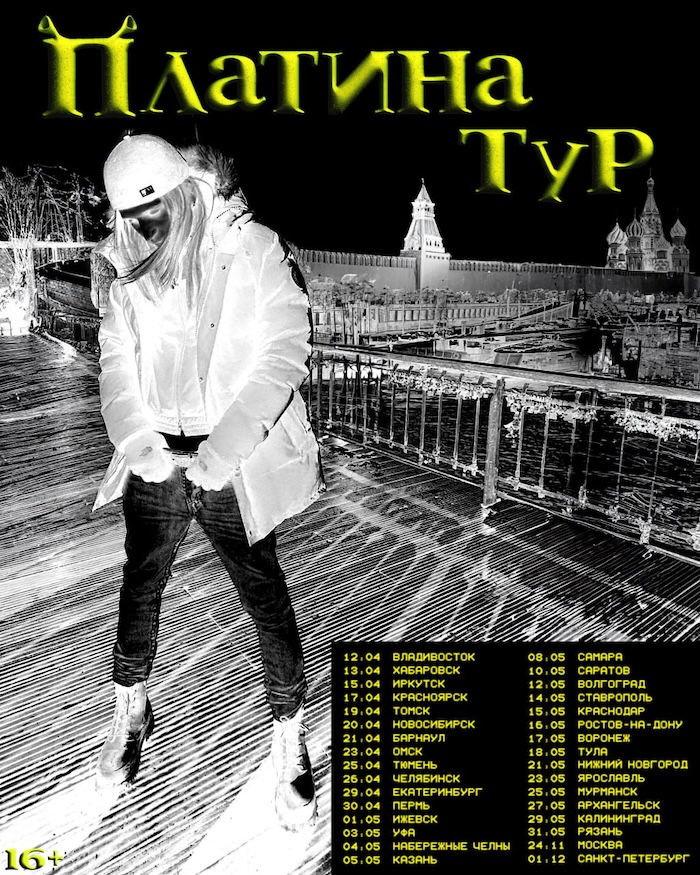 Платина
Тур
12:04 ВЛАДИВОСТОК
13:04 ХАБАРОВСК
15:04 ИРКУТСК
17:04 КРАСНОЯРСК
19:04 ТОМСК
20:04 НОВОСИБИРСК
21:04 БАРНАУЛ
23:04 ОМСК
25:04 ТЮМЕНЬ
26:04 ЧЕЛЯБИНСК
29:04 ЕКАТЕРИНБУРГ
30:04 ПЕРМЬ
01:05 ИЖЕВСК
03:05 УФА
04:05 НАБЕРЕЖНЫЕ ЧЕЛНЫ
05:05 КАЗАНЬ
08:05 САМАРА
10:05 САРАТОВ
12:05 ВОЛГОГРАД
14:05 СТАВРОПОЛЬ
15:05 КРАСНОДАР
16:05 РОСТОВ-НА-ДОНУ
17:05 ВОРОНЕЖ
18:05 ТУЛА
21:05 НИЖНИЙ НОВГОРОД
23:05 ЯРОСЛАВЛЬ
25:05 МУРМАНСК
27:05 АРХАНГЕЛЬСК
29:05 КАЛИНИНГРАД
31:05 РЯЗАНЬ
24:11 МОСКВА
01:12 САНКТ-ПЕТЕРБУРГ
16+